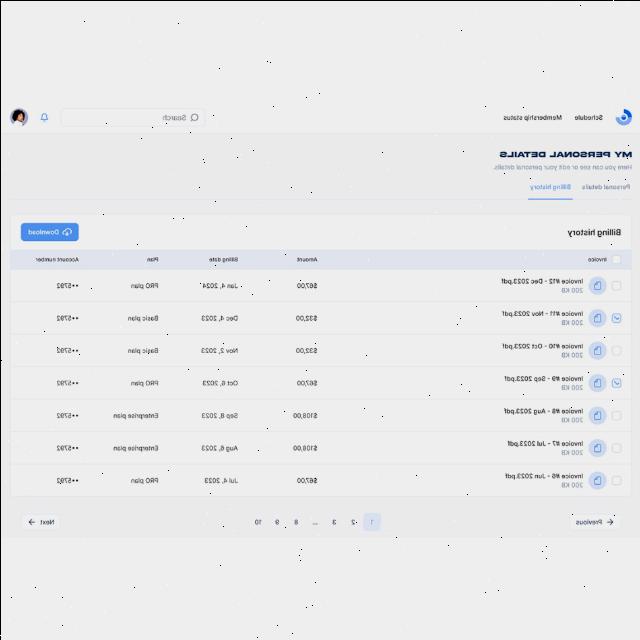 Schedule Membership status Search
MY PERSONAL DETAILS
Here you can see or edit your personal details.
Personal details Billing history
Billing history Download
Invoice Amount Billing date Plan Account number
Invoice #12 - Dec 2023.pdf $67,00 Jan 4, 2024 PRO plan ••5792
200 KB
Invoice #11 - Nov 2023.pdf $32,00 Dec 4, 2023 Basic plan ••5792
200 KB
Invoice #10 - Oct 2023.pdf $32,00 Nov 2, 2023 Basic plan ••5792
200 KB
Invoice #9 - Sep 2023.pdf $67,00 Oct 6, 2023 PRO plan ••5792
200 KB
Invoice #8 - Aug 2023.pdf $108,00 Sep 8, 2023 Enterprise plan ••5792
200 KB
Invoice #7 - Jul 2023.pdf $108,00 Aug 6, 2023 Enterprise plan ••5792
200 KB
Invoice #6 - Jun 2023.pdf $67,00 Jul 4, 2023 PRO plan ••5792
200 KB
Previous 1 2 3 ... 8 9 10 Next